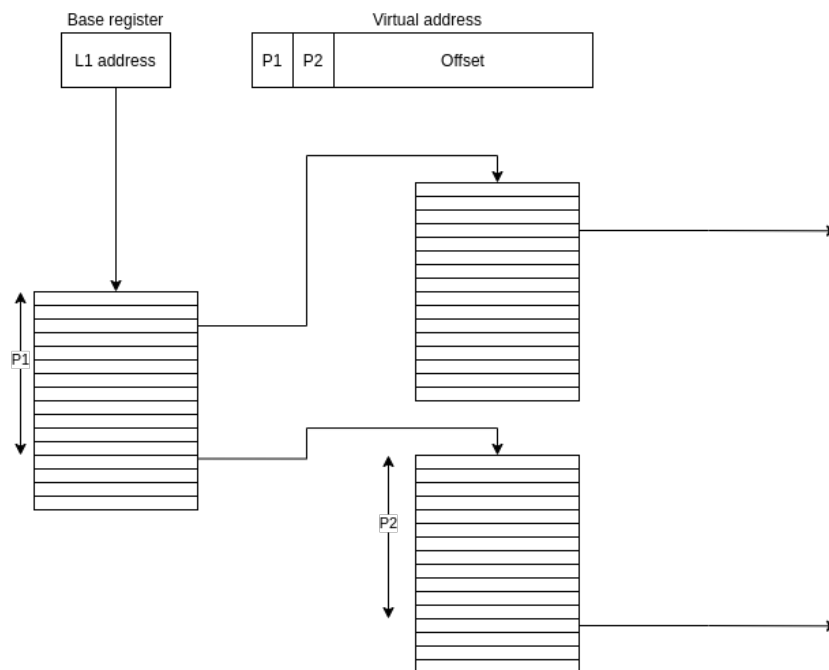 Base register
Virtual address
L1 address
P1
P2
Offset
P1
P2